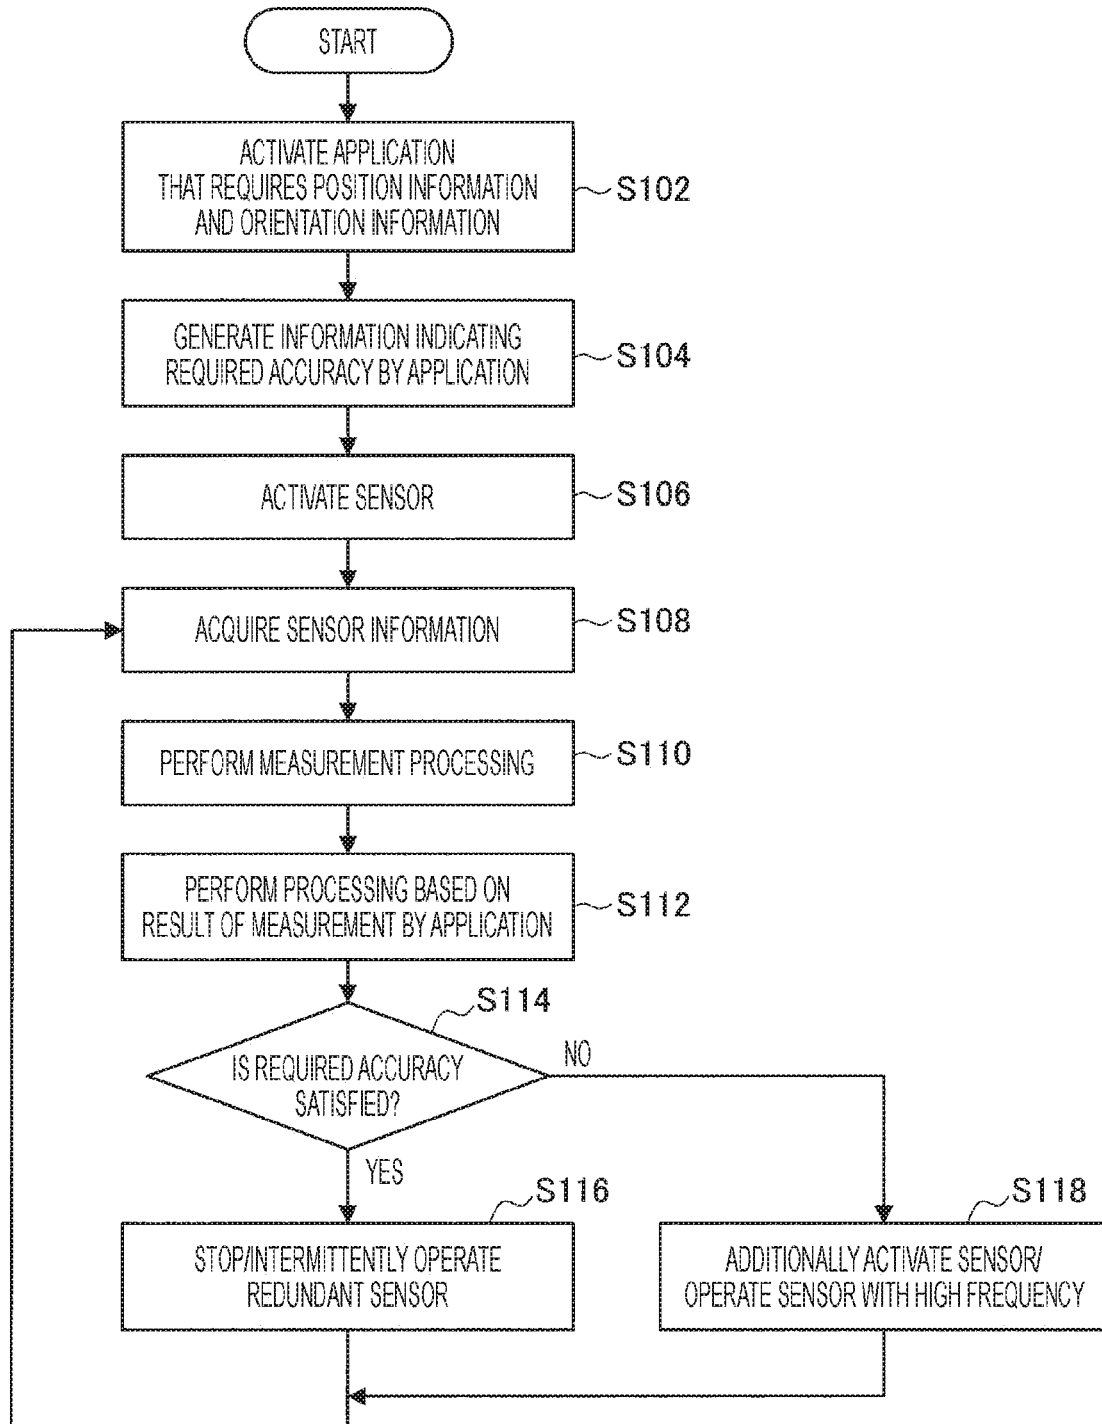 START
ACTIVATE APPLICATION
THAT REQUIRES POSITION INFORMATION
AND ORIENTATION INFORMATION
S102
GENERATE INFORMATION INDICATING
REQUIRED ACCURACY BY APPLICATION
S104
ACTIVATE SENSOR
S106
ACQUIRE SENSOR INFORMATION
S108
PERFORM MEASUREMENT PROCESSING
S110
PERFORM PROCESSING BASED ON
RESULT OF MEASUREMENT BY APPLICATION
S112
S114
IS REQUIRED ACCURACY
SATISFIED?
NO
YES
S116
STOP/INTERMITTENTLY OPERATE
REDUNDANT SENSOR
S118
ADDITIONALLY ACTIVATE SENSOR/
OPERATE SENSOR WITH HIGH FREQUENCY